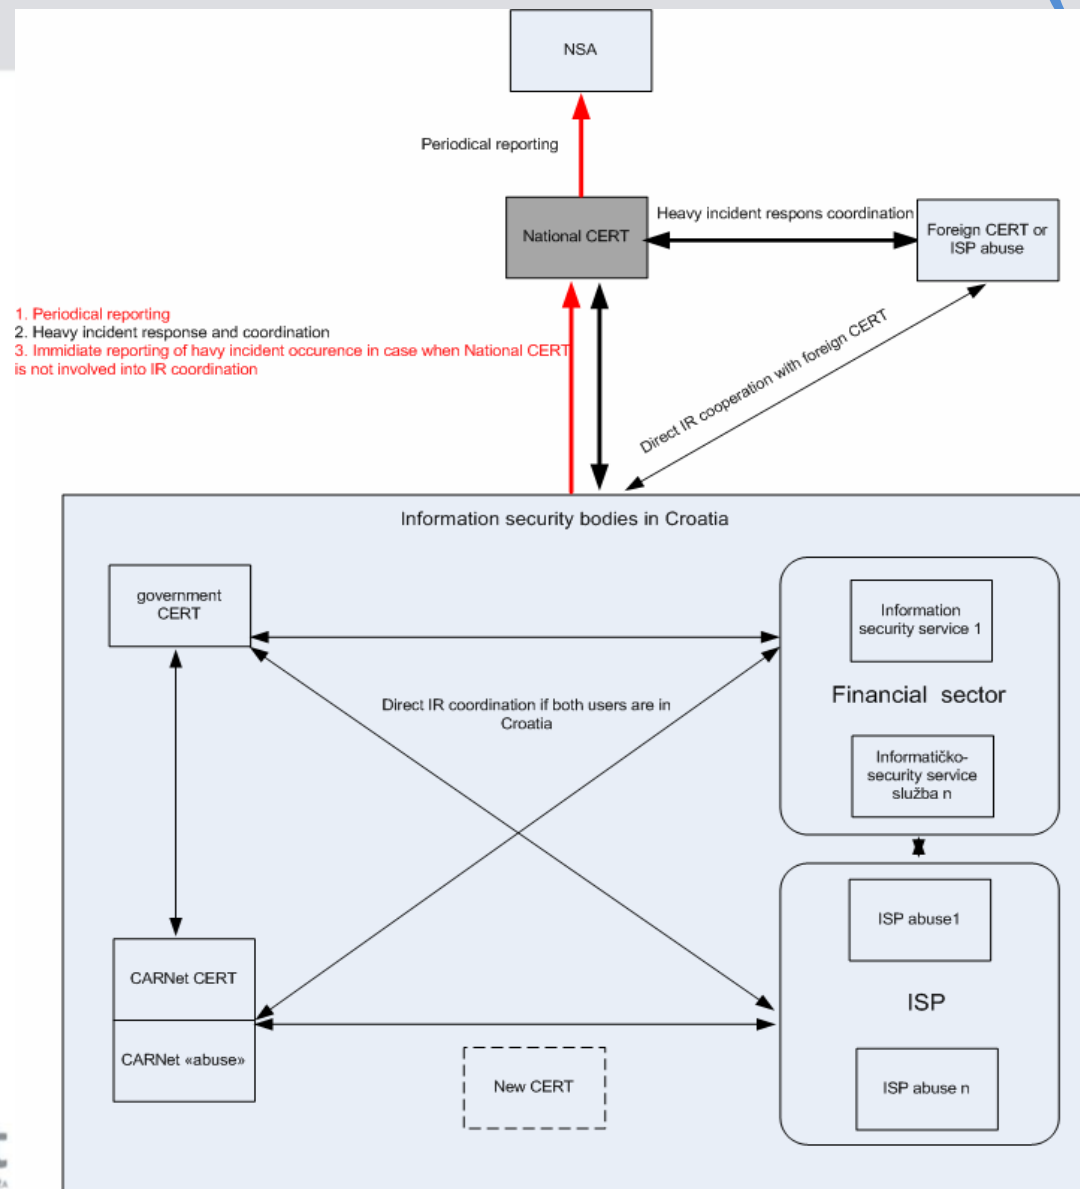 NSA
Periodical reporting
National CERT
Heavy incident respons coordination
Foreign CERT or
ISP abuse
1. Periodical reporting
2. Heavy incident response and coordination
3. Immidiate reporting of havy incident occurence in case when National CERT
is not involved into IR coordination
Direct IR cooperation with foreign CERT
Information security bodies in Croatia
government
CERT
Information
security service 1
Financial sector
Direct IR coordination if both users are in
Croatia
Informatičko-
security service
služba n
ISP abuse1
CARNet CERT
ISP
CARNet «abuse»
New CERT
ISP abuse n